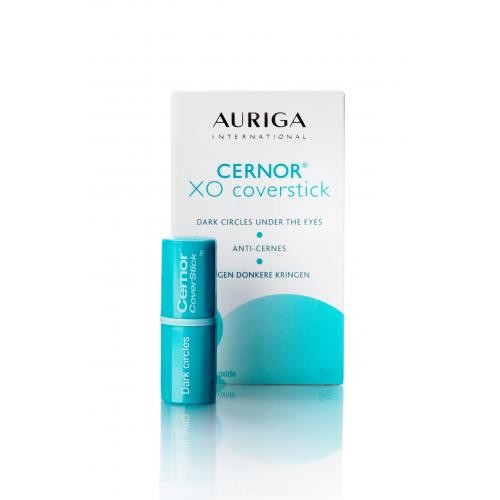 AURIGA
INTERNATIONAL
CERNOR®
XO coverstick
DARK CIRCLES UNDER THE EYES
ANTI-CERNES
GEN DONKERE KRINGEN
oxide
Cernor®
CoverStick
Dark circles